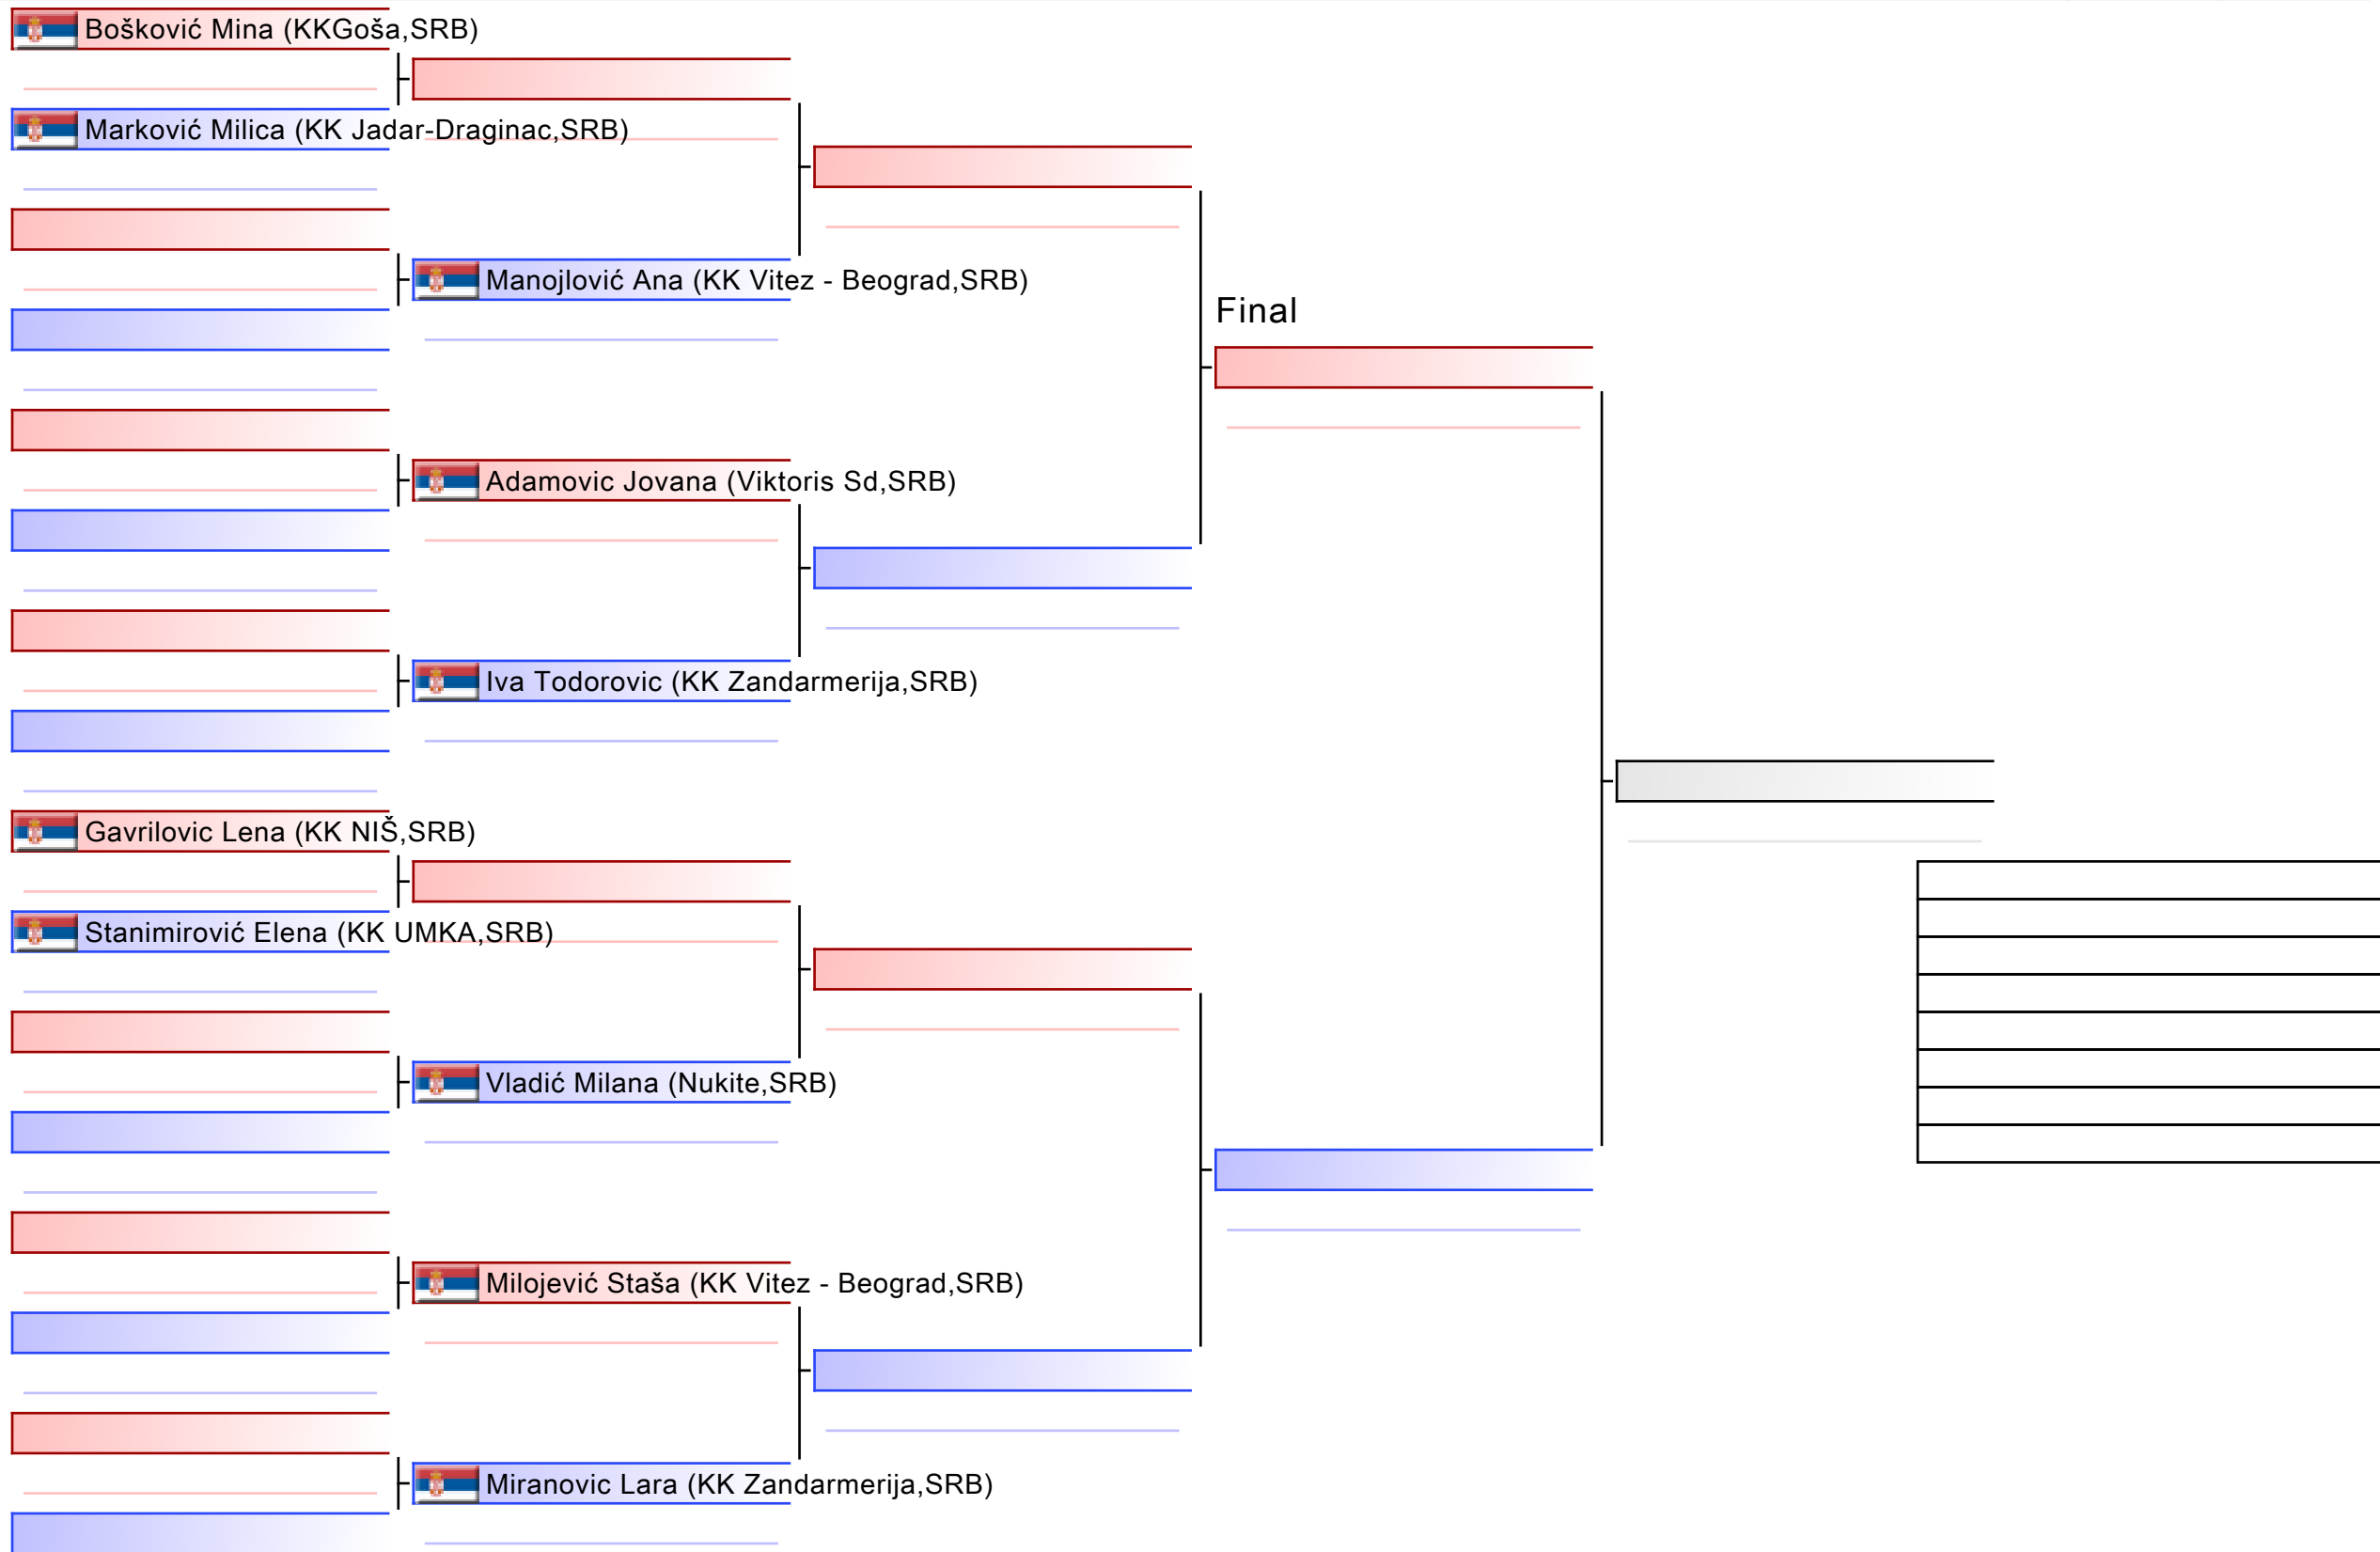 Bošković Mina (KKGoša,SRB)
Marković Milica (KK Jadar-Draginac,SRB)
Manojlović Ana (KK Vitez - Beograd,SRB)
Final
Adamovic Jovana (Viktoris Sd,SRB)
Iva Todorovic (KK Zandarmerija,SRB)
Gavrilovic Lena (KK NIŠ,SRB)
Stanimirović Elena (KK UMKA,SRB)
Vladić Milana (Nukite,SRB)
Milojević Staša (KK Vitez - Beograd,SRB)
Miranovic Lara (KK Zandarmerija,SRB)